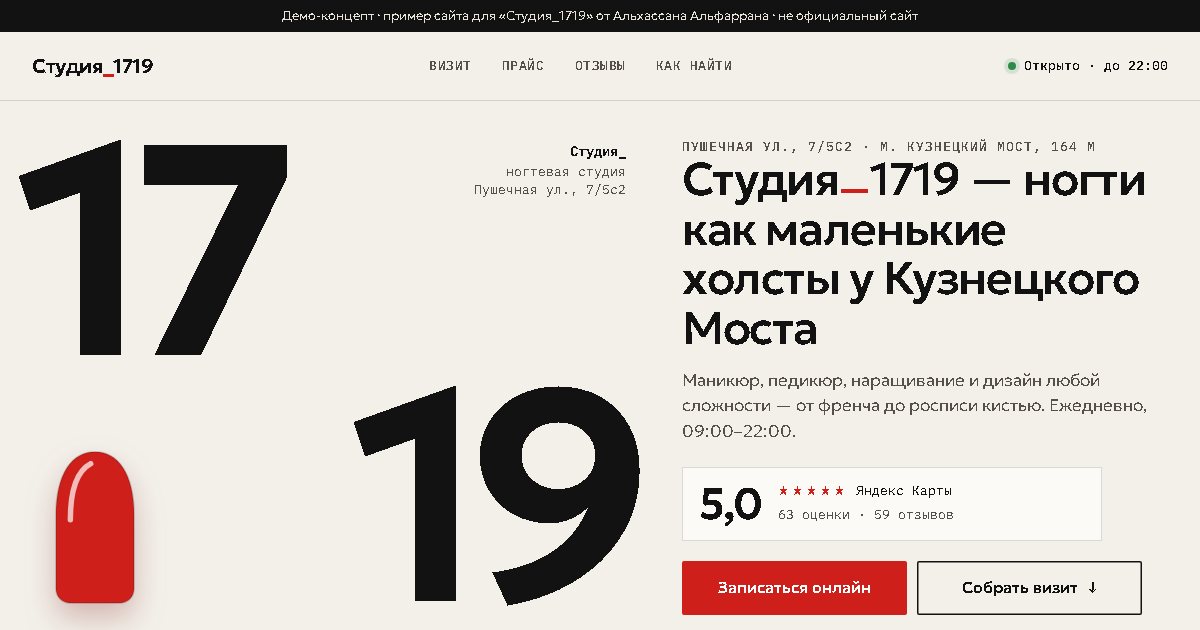 Демо-концепт · пример сайта для «Студия_1719» от Альхассана Альфаррана · не официальный сайт
Студия_1719
ВИЗИТ
ПРАЙС
ОТЗЫВЫ
КАК НАЙТИ
Открыто · до 22:00
17
19
Студия_
ногтевая студия
Пушечная ул., 7/5с2
ПУШЕЧНАЯ УЛ., 7/5С2 · М. КУЗНЕЦКИЙ МОСТ, 164 М
Студия_1719 — ногти
как маленькие
холсты у Кузнецкого
Моста
Маникюр, педикюр, наращивание и дизайн любой
сложности — от френча до росписи кистью. Ежедневно,
09:00–22:00.
5,0
★★★★★ Яндекс Карты
63 оценки · 59 отзывов
Записаться онлайн
Собрать визит ↓